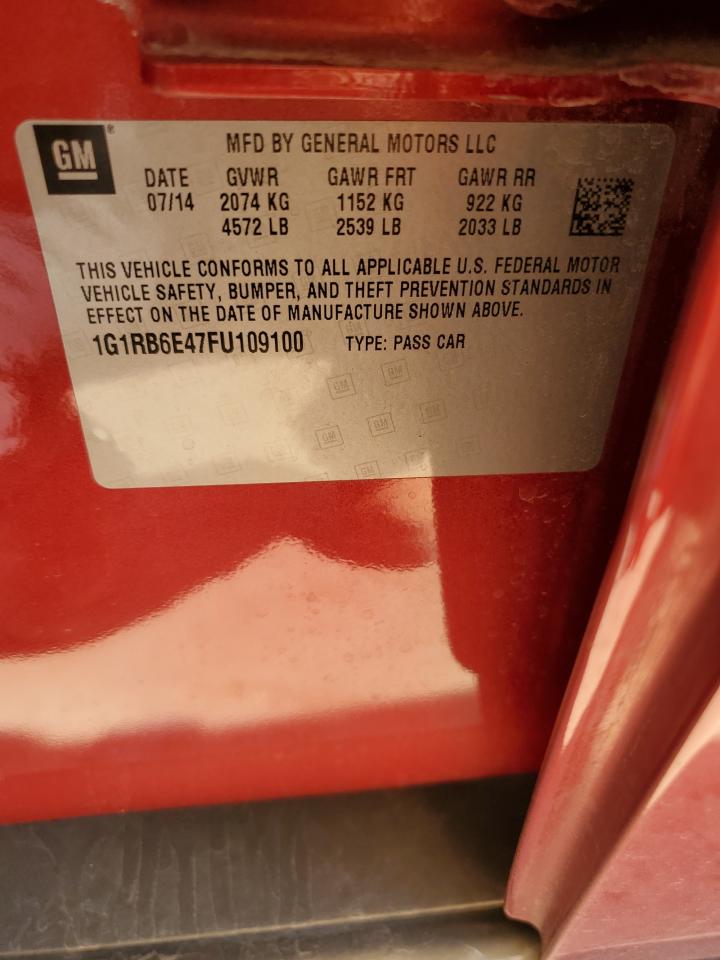 GM®
MFD BY GENERAL MOTORS LLC
DATE GVWR GAWR FRT GAWR RR
07/14 2074 KG 1152 KG 922 KG
4572 LB 2539 LB 2033 LB
THIS VEHICLE CONFORMS TO ALL APPLICABLE U.S. FEDERAL MOTOR
VEHICLE SAFETY, BUMPER, AND THEFT PREVENTION STANDARDS IN
EFFECT ON THE DATE OF MANUFACTURE SHOWN ABOVE.
1G1RB6E47FU109100 TYPE: PASS CAR